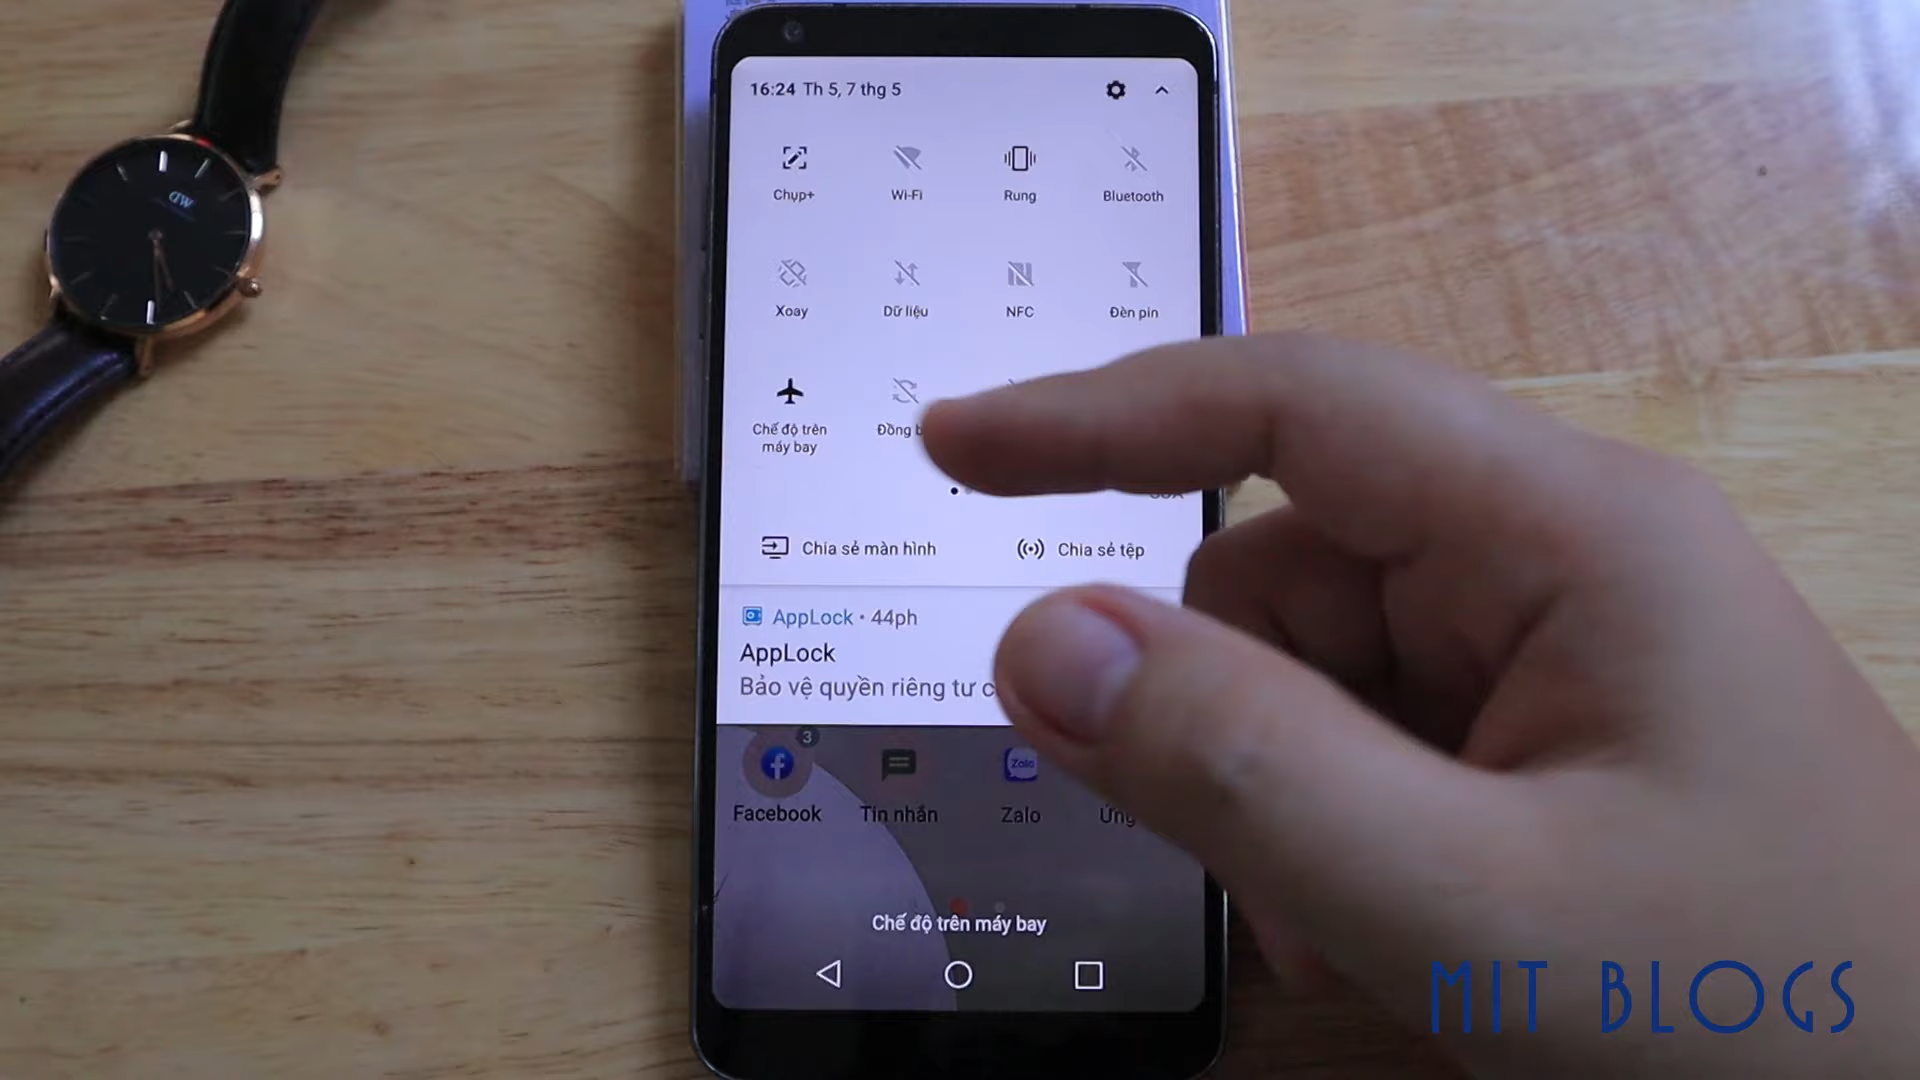 16:24 Th 5, 7 thg 5
Chụp+
Wi-Fi
Rung
Bluetooth
Xoay
Dữ liệu
NFC
Đèn pin
Chế độ trên
máy bay
Đồng
Chia sẻ màn hình
Chia sẻ tệp
AppLock • 44ph
AppLock
Bảo vệ quyền riêng tư
3
Facebook
Tin nhắn
Zalo
Zalo
Ứng
Chế độ trên máy bay
DW
MIT BLOGS